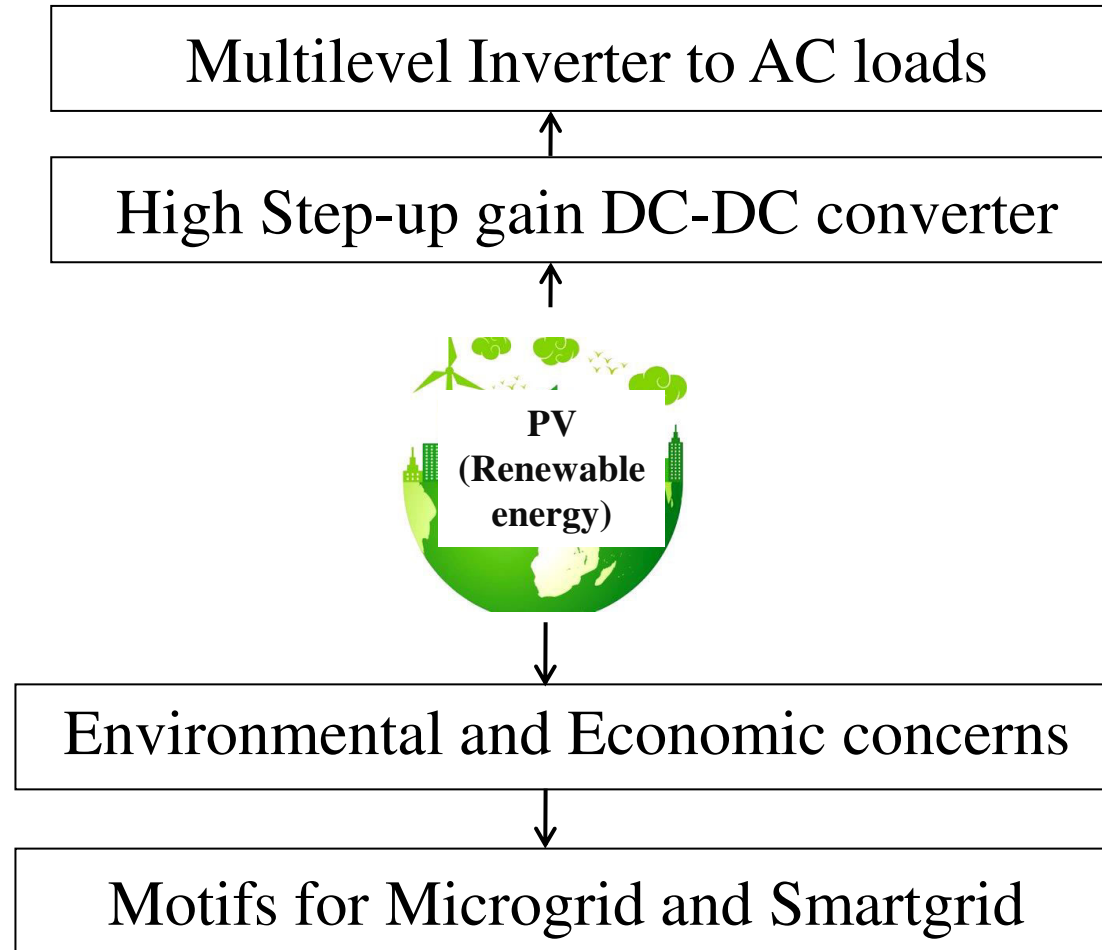 Multilevel Inverter to AC loads
High Step-up gain DC-DC converter
PV
(Renewable
energy)
Environmental and Economic concerns
Motifs for Microgrid and Smartgrid